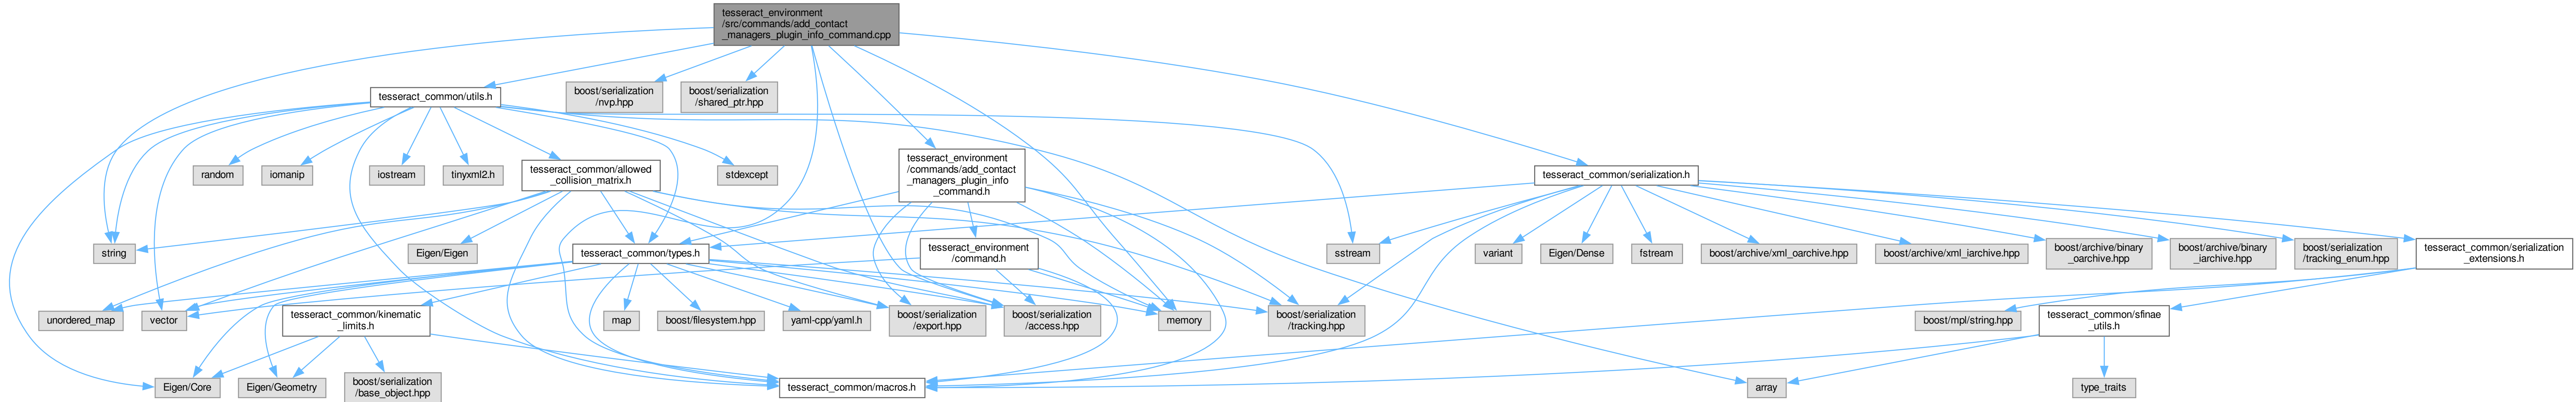 tesseract_environment
/src/commands/add_contact
_managers_plugin_info_command.cpp
tesseract_common/utils.h
boost/serialization
/nvp.hpp
boost/serialization
/shared_ptr.hpp
random
iomanip
iostream
tinyxml2.h
tesseract_common/allowed
_collision_matrix.h
stdexcept
tesseract_environment
/commands/add_contact
_managers_plugin_info
_command.h
tesseract_common/serialization.h
string
Eigen/Eigen
tesseract_common/types.h
tesseract_environment
/command.h
sstream
variant
Eigen/Dense
fstream
boost/archive/xml_oarchive.hpp
boost/archive/xml_iarchive.hpp
boost/archive/binary
_oarchive.hpp
boost/archive/binary
_iarchive.hpp
boost/serialization
/tracking_enum.hpp
tesseract_common/serialization
_extensions.h
unordered_map
vector
tesseract_common/kinematic
_limits.h
map
boost/filesystem.hpp
yaml-cpp/yaml.h
boost/serialization
/export.hpp
boost/serialization
/access.hpp
memory
boost/serialization
/tracking.hpp
boost/mpl/string.hpp
tesseract_common/sfinae
_utils.h
Eigen/Core
Eigen/Geometry
boost/serialization
/base_object.hpp
tesseract_common/macros.h
array
type_traits